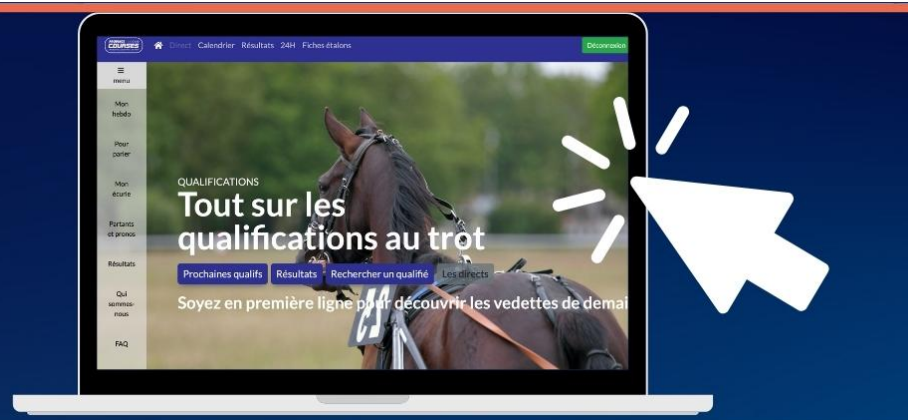 COURSES
Direct Calendrier Résultats 24H Fiches étalons
Déconnexion
menu
Mon
hebdo
Pour
parier
Mon
écurie
Partants
et pronos
Résultats
Qui
sommes-
nous
FAQ
QUALIFICATIONS
Tout sur les
qualifications au trot
Prochaines qualifs Résultats Rechercher un qualifié Les directs
Soyez en première ligne pour découvrir les vedettes de demai